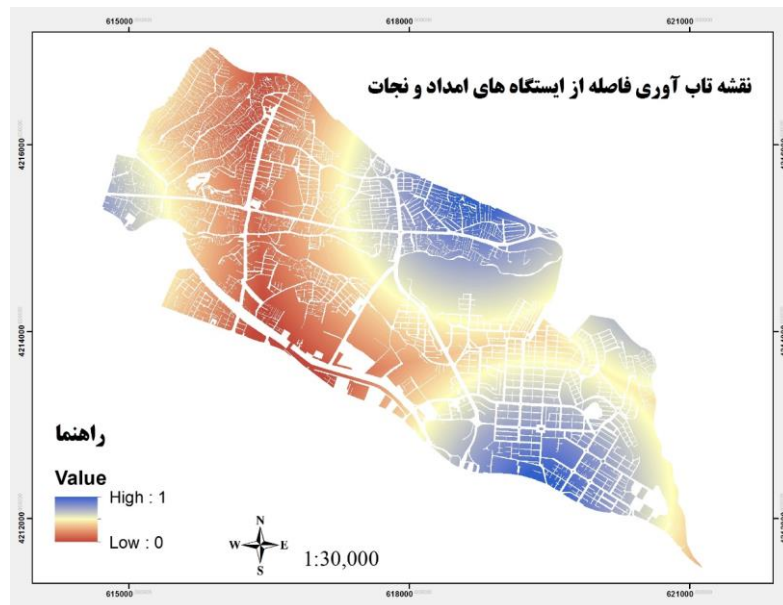 615000 618000 621000
نقشه تاب آوری فاصله از ایستگاه های امداد و نجات
4216000
4214000
راهنما
Value
High : 1
Low : 0
N
W E
S
1:30,000
4212000
615000 618000 621000